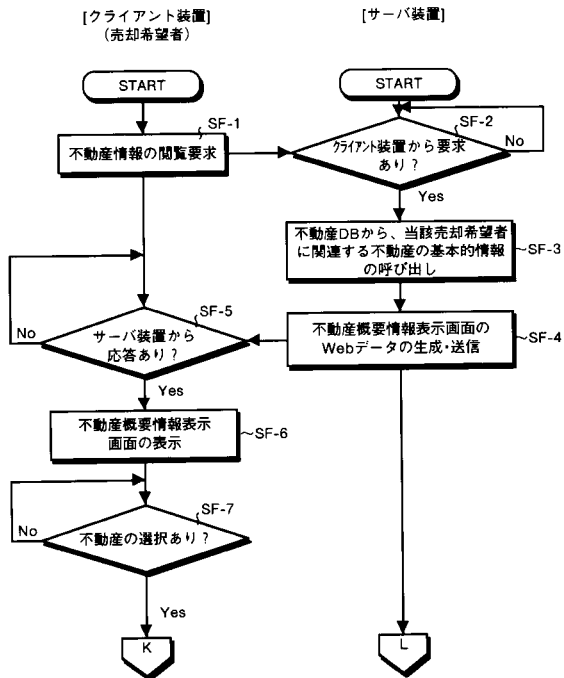 [クライアント装置]
(売却希望者)
[サーバ装置]
START
START
SF-1
不動産情報の閲覧要求
SF-2
クライアント装置から要求
あり?
No
Yes
不動産DBから、当該売却希望者
に関連する不動産の基本的情報
の呼び出し
SF-3
不動産概要情報表示画面の
Webデータの生成・送信
SF-4
SF-5
サーバ装置から
応答あり?
No
Yes
不動産概要情報表示
画面の表示
SF-6
SF-7
不動産の選択あり?
No
Yes
K
L